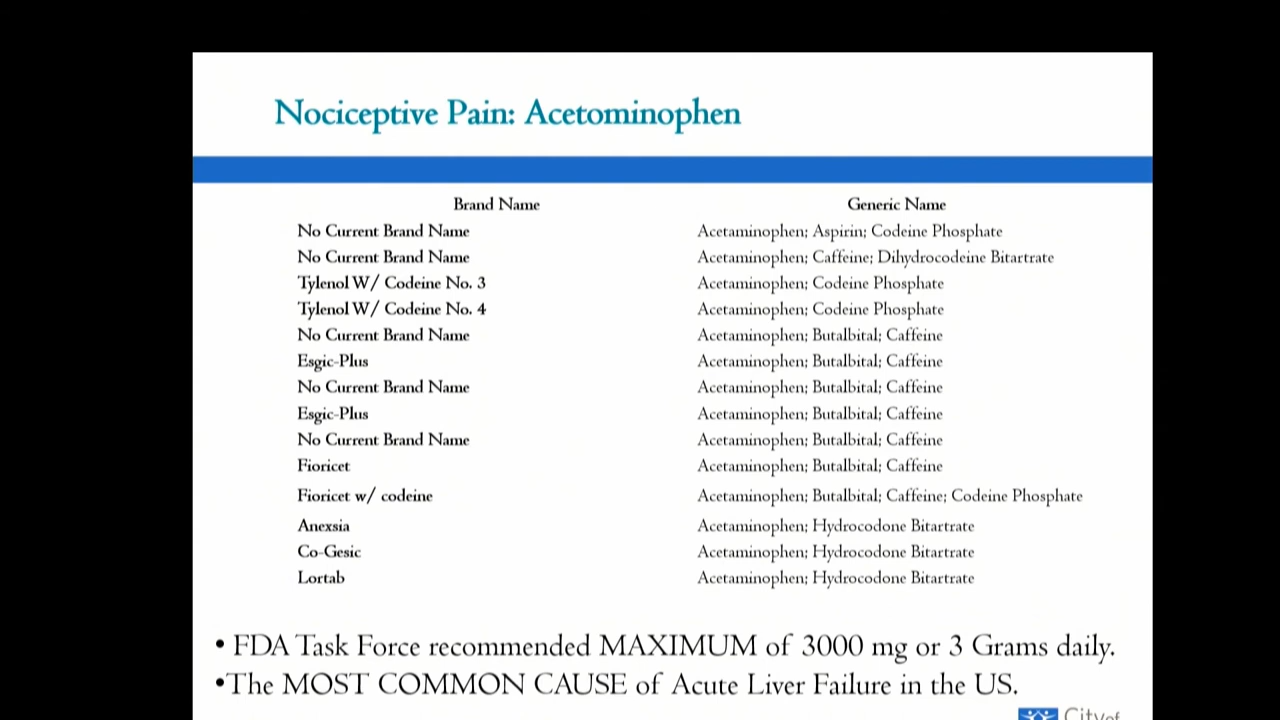 Nociceptive Pain: Acetominophen
Brand Name Generic Name
No Current Brand Name Acetaminophen; Aspirin; Codeine Phosphate
No Current Brand Name Acetaminophen; Caffeine; Dihydrocodeine Bitartrate
Tylenol W/ Codeine No. 3 Acetaminophen; Codeine Phosphate
Tylenol W/ Codeine No. 4 Acetaminophen; Codeine Phosphate
No Current Brand Name Acetaminophen; Butalbital; Caffeine
Esgic-Plus Acetaminophen; Butalbital; Caffeine
No Current Brand Name Acetaminophen; Butalbital; Caffeine
Esgic-Plus Acetaminophen; Butalbital; Caffeine
No Current Brand Name Acetaminophen; Butalbital; Caffeine
Fioricet Acetaminophen; Butalbital; Caffeine
Fioricet w/ codeine Acetaminophen; Butalbital; Caffeine; Codeine Phosphate
Anexsia Acetaminophen; Hydrocodone Bitartrate
Co-Gesic Acetaminophen; Hydrocodone Bitartrate
Lortab Acetaminophen; Hydrocodone Bitartrate
• FDA Task Force recommended MAXIMUM of 3000 mg or 3 Grams daily.
•The MOST COMMON CAUSE of Acute Liver Failure in the US.
City of